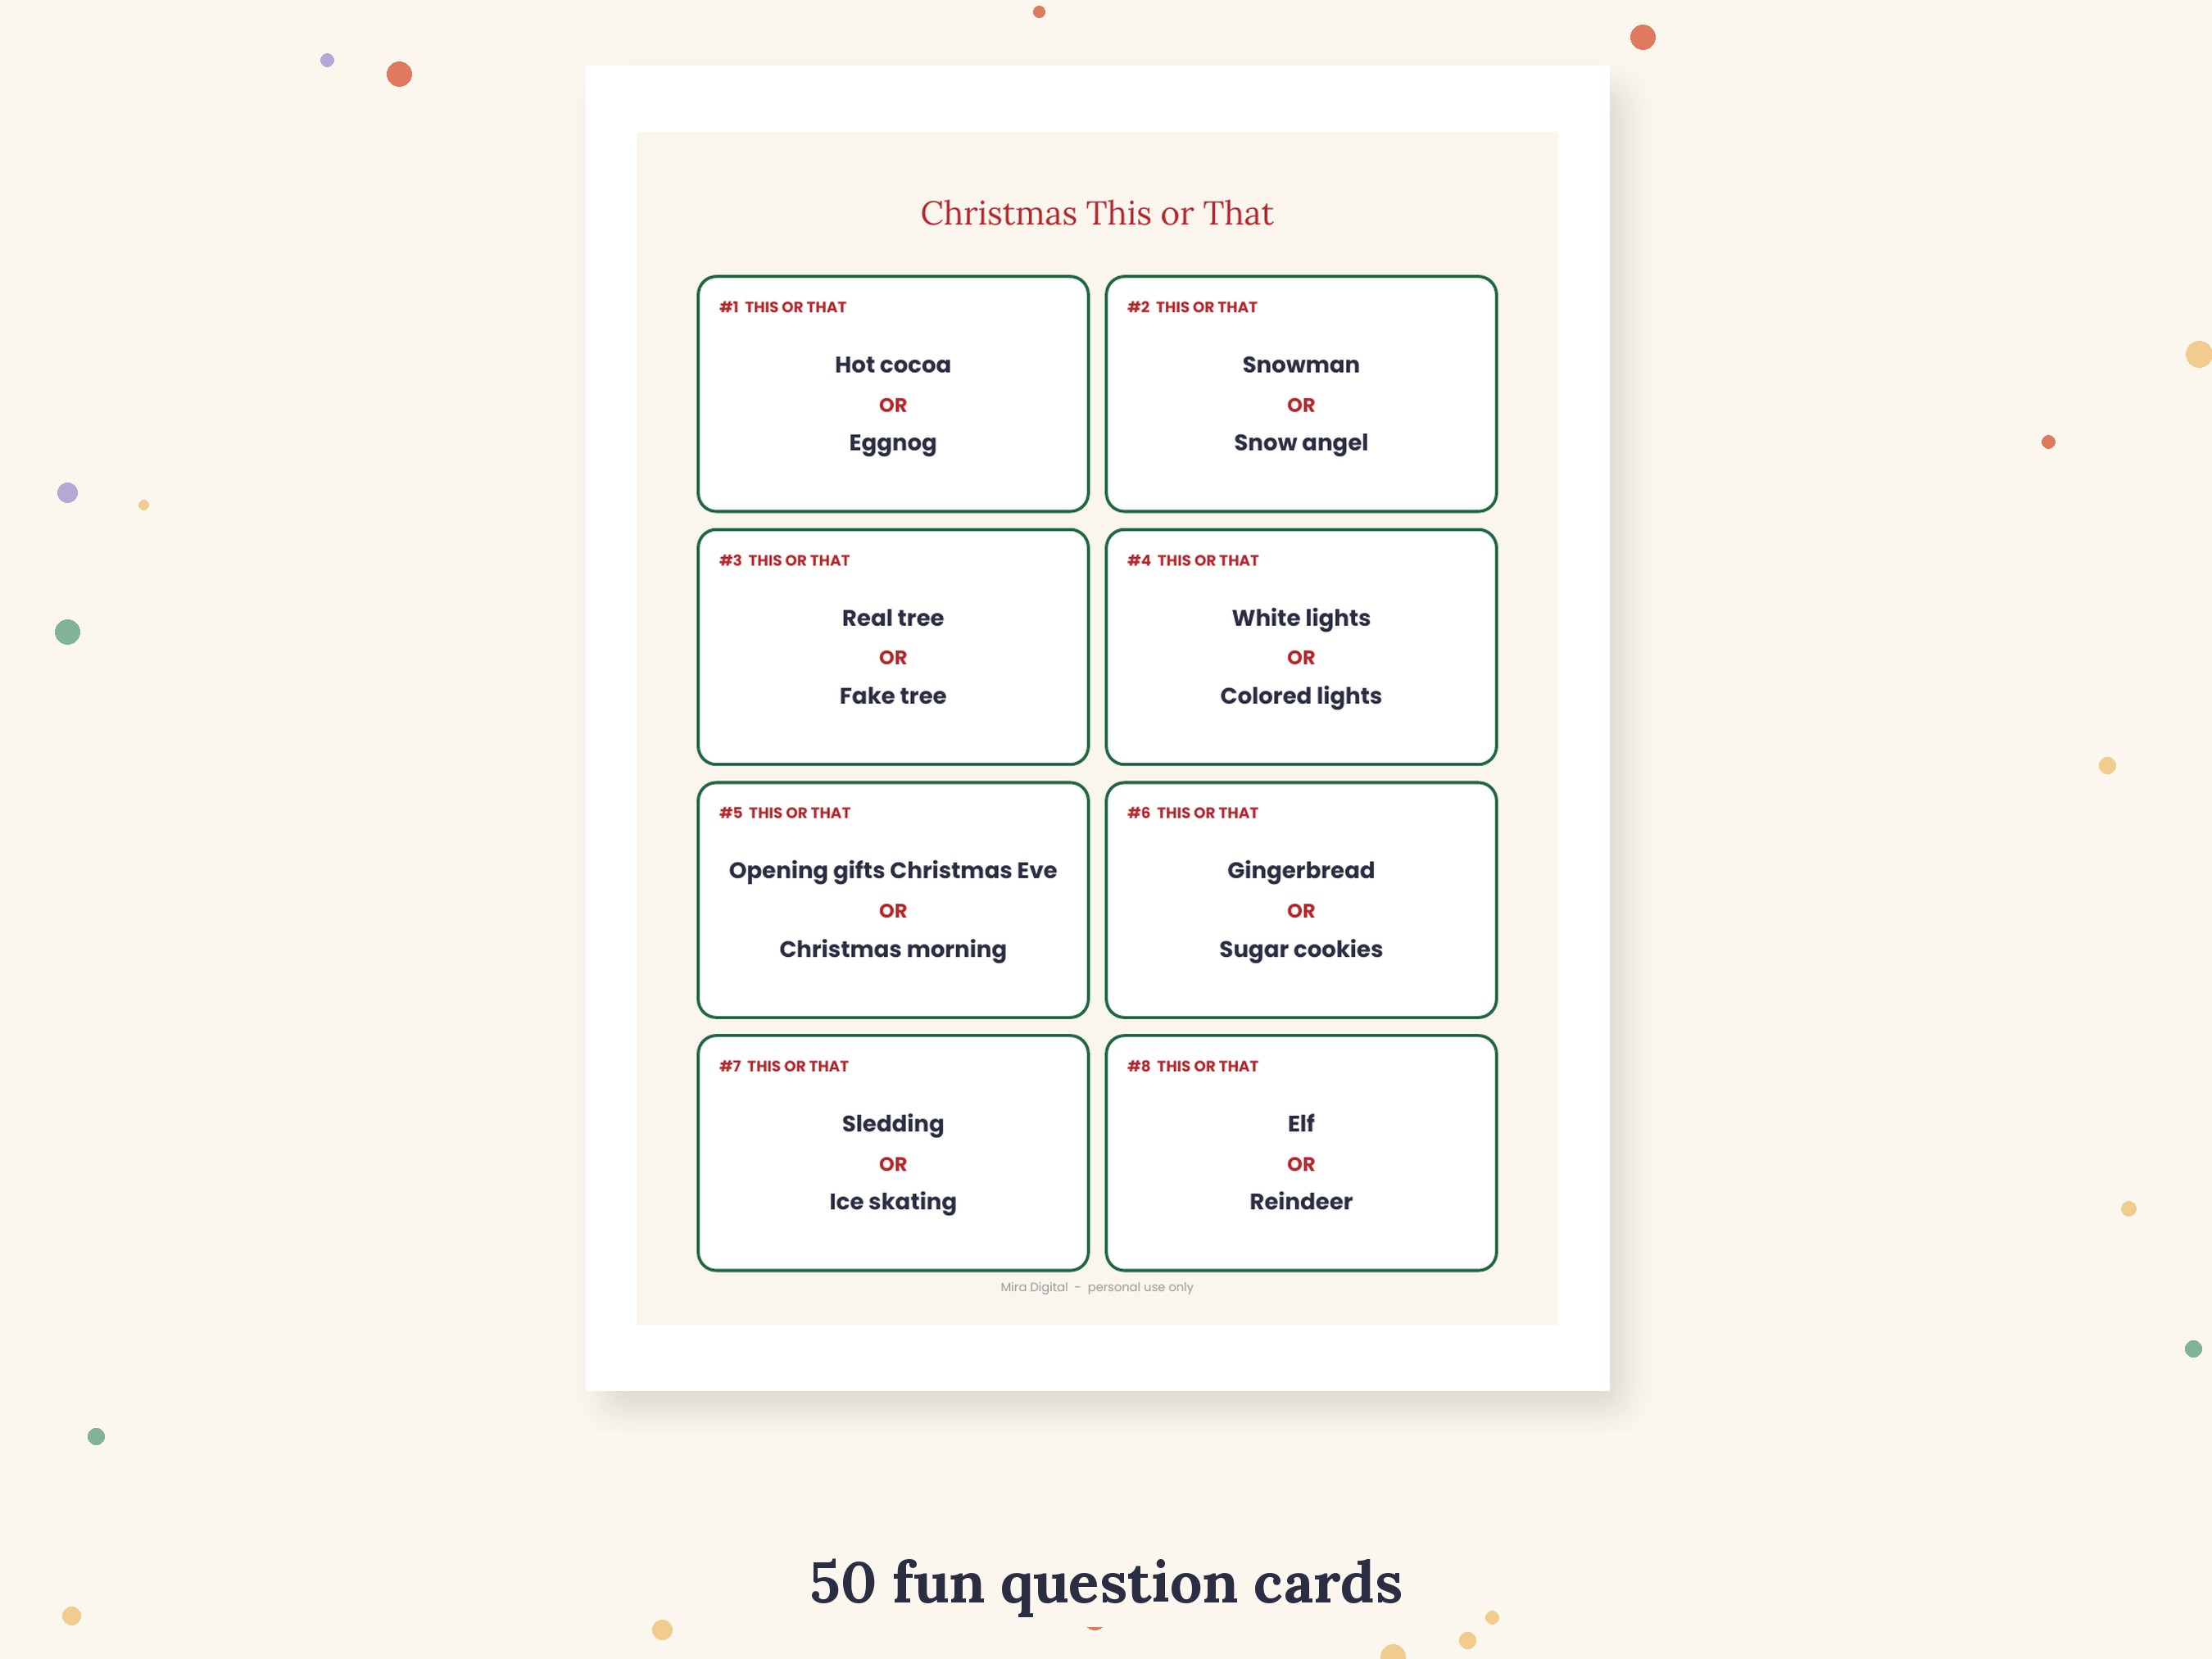 Christmas This or That
#1 THIS OR THAT
Hot cocoa
OR
Eggnog
#2 THIS OR THAT
Snowman
OR
Snow angel
#3 THIS OR THAT
Real tree
OR
Fake tree
#4 THIS OR THAT
White lights
OR
Colored lights
#5 THIS OR THAT
Opening gifts Christmas Eve
OR
Christmas morning
#6 THIS OR THAT
Gingerbread
OR
Sugar cookies
#7 THIS OR THAT
Sledding
OR
Ice skating
#8 THIS OR THAT
Elf
OR
Reindeer
Mira Digital - personal use only
50 fun question cards